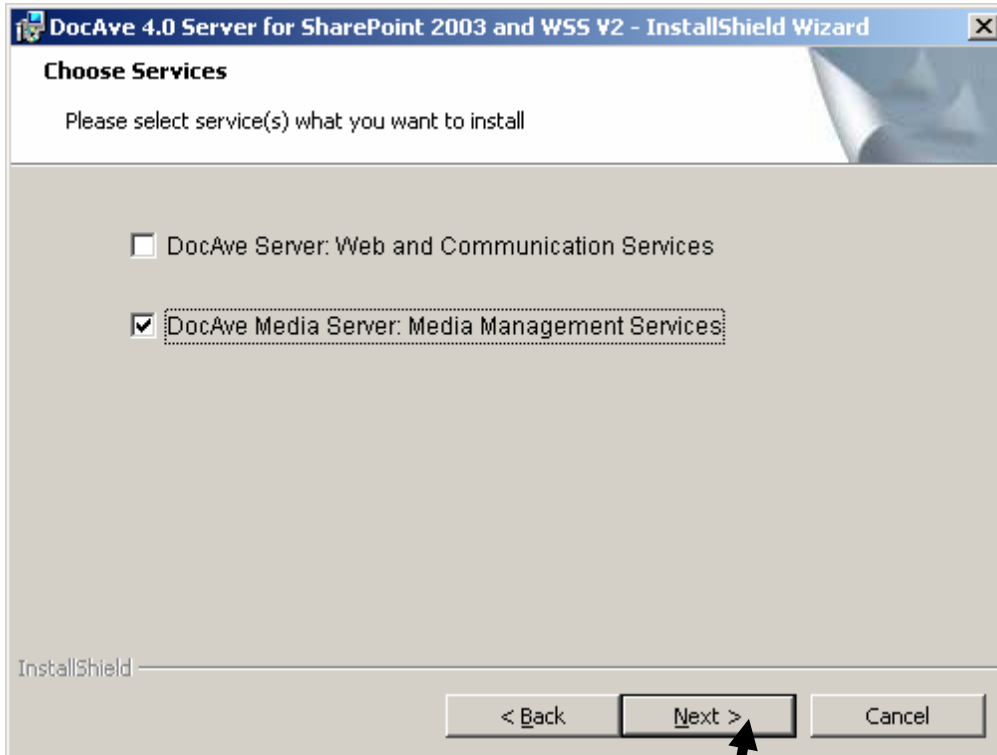 DocAve 4.0 Server for SharePoint 2003 and WSS V2 - InstallShield Wizard
Choose Services
Please select service(s) what you want to install
DocAve Server: Web and Communication Services
DocAve Media Server: Media Management Services
InstallShield
< Back Next > Cancel